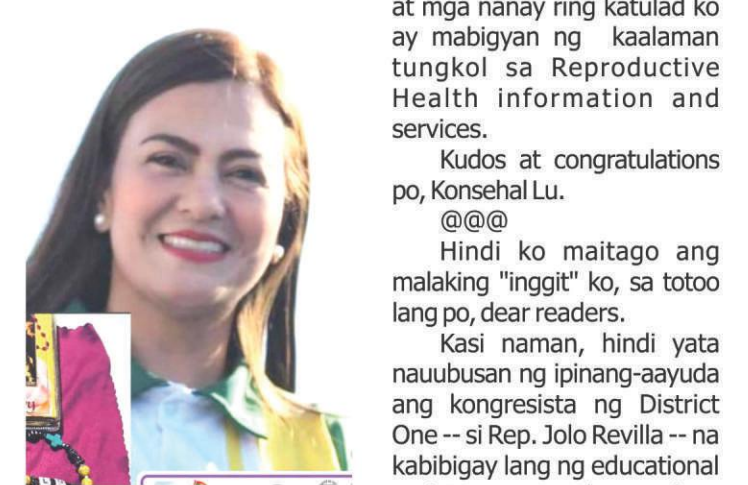 at mga nanay ring katulad ko
ay mabigyan ng kaalaman
tungkol sa Reproductive
Health information and
services.
Kudos at congratulations
po, Konsehal Lu.
@@@
Hindi ko maitago ang
malaking "inggit" ko, sa totoo
lang po, dear readers.
Kasi naman, hindi yata
nauubusan ng ipinang-aayuda
ang kongresista ng District
One -- si Rep. Jolo Revilla -- na
kabibigay lang ng educational